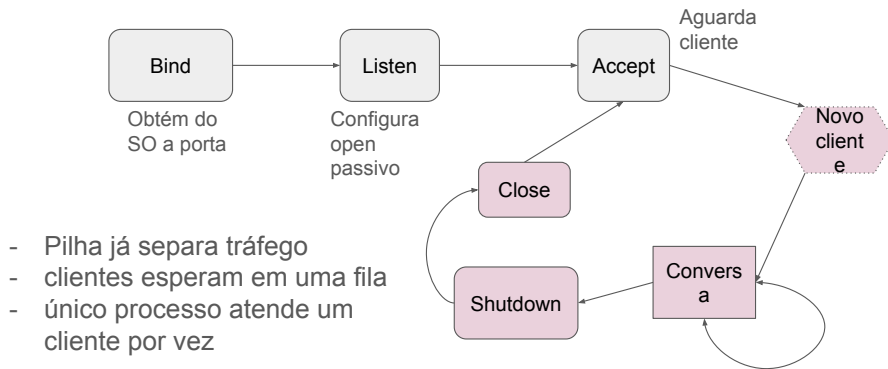 Aguarda
cliente
Bind
Listen
Accept
Obtém do
SO a porta
Configura
open
passivo
Novo
client
e
Close
- Pilha já separa tráfego
- clientes esperam em uma fila
- único processo atende um
cliente por vez
Shutdown
Convers
a